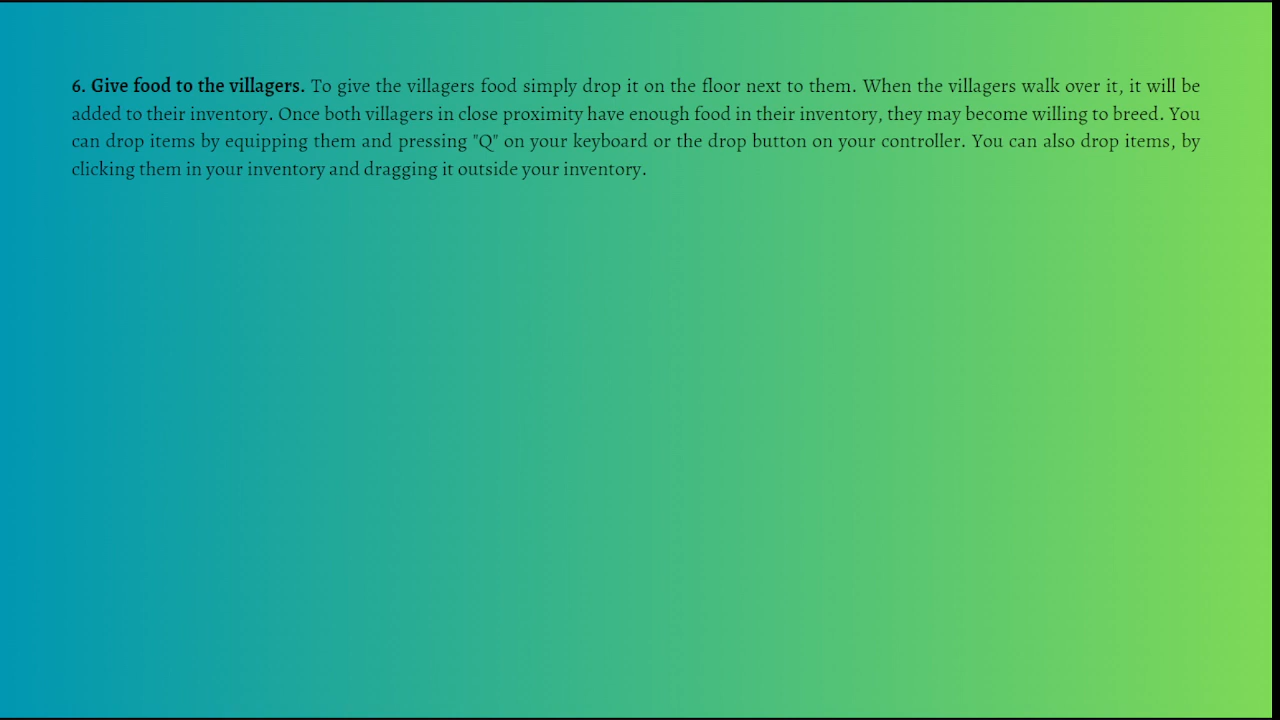 6. Give food to the villagers. To give the villagers food simply drop it on the floor next to them. When the villagers walk over it, it will be
added to their inventory. Once both villagers in close proximity have enough food in their inventory, they may become willing to breed. You
can drop items by equipping them and pressing "Q" on your keyboard or the drop button on your controller. You can also drop items, by
clicking them in your inventory and dragging it outside your inventory.